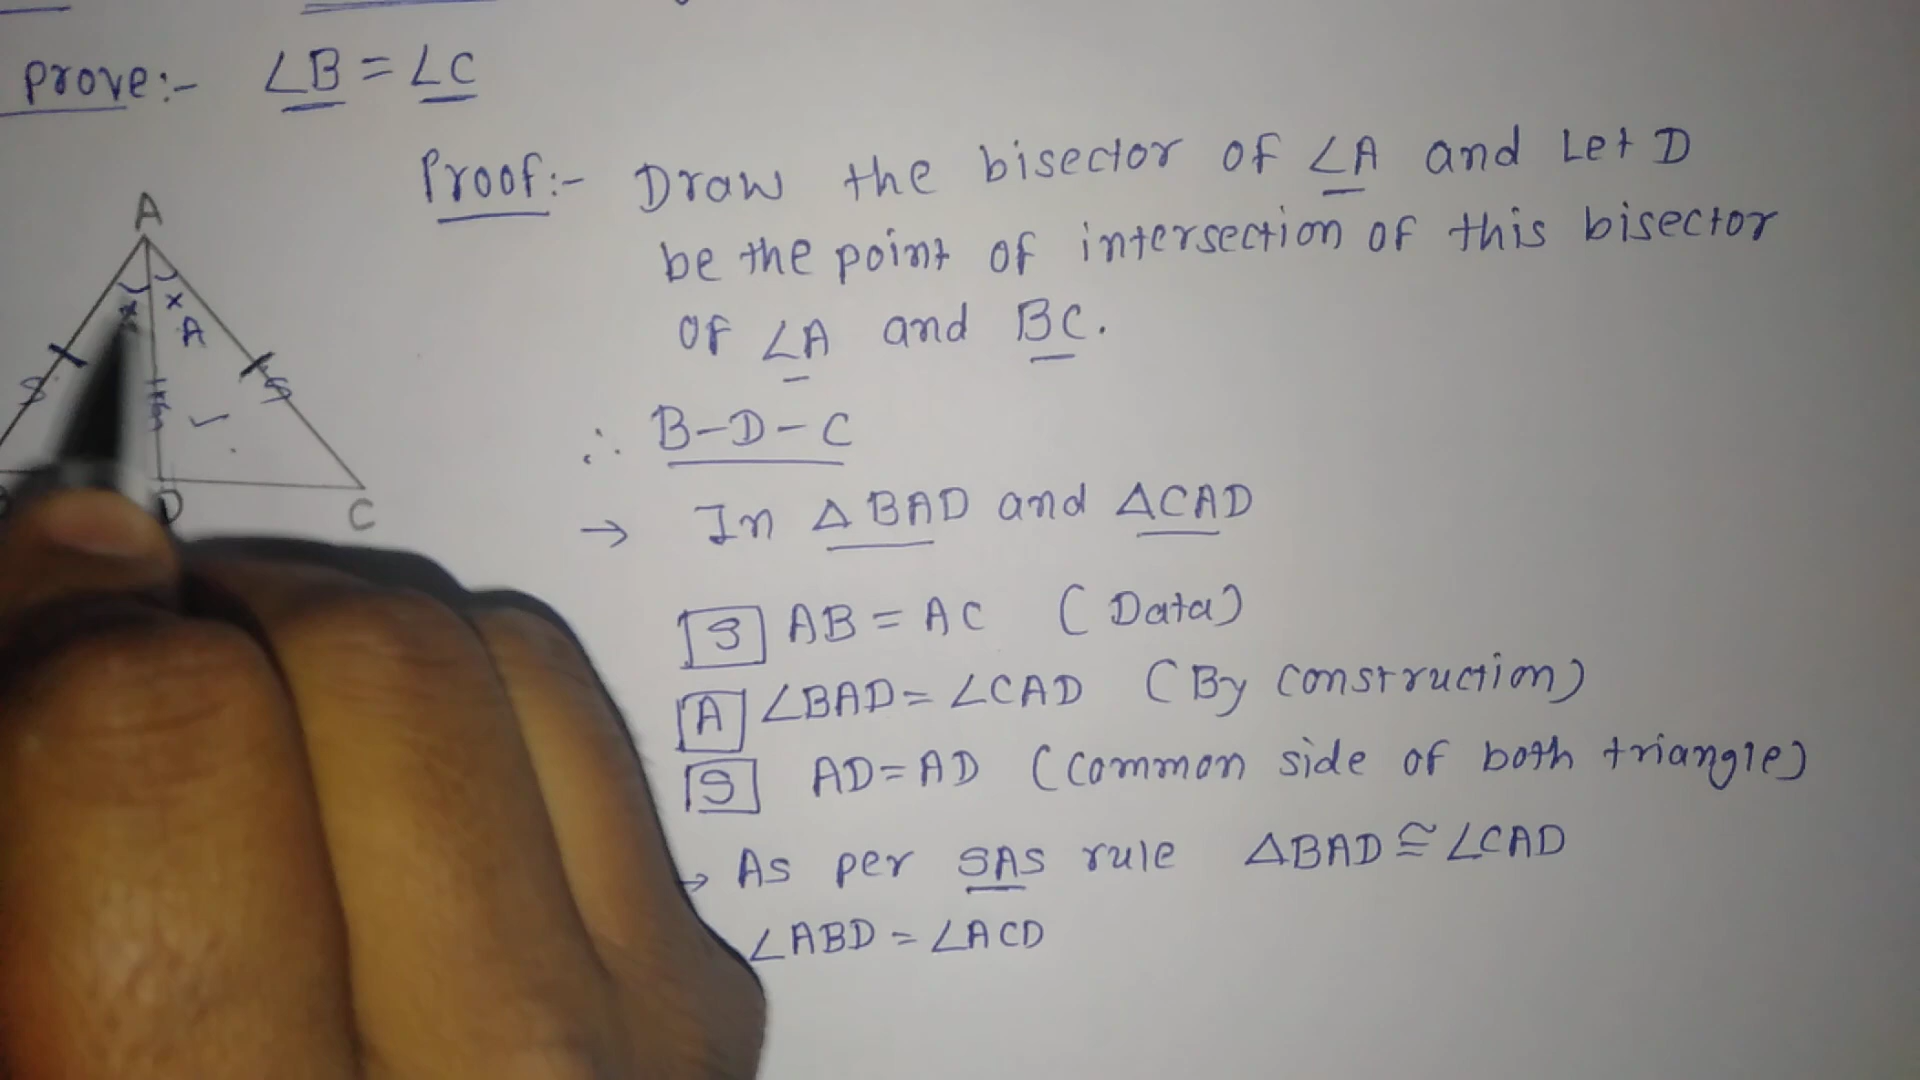 Prove:- ∠B = ∠C
Proof:- Draw the bisector of ∠A and Let D
be the point of intersection of this bisector
of ∠A and BC.
∴ B-D-C
→ In △BAD and △CAD
S AB = AC (Data)
A ∠BAD = ∠CAD (By construction)
S AD = AD (Common side of both triangle)
→ As per SAS rule △BAD ≅ ∠CAD
∠ABD = ∠ACD
A
x A
S S
D C